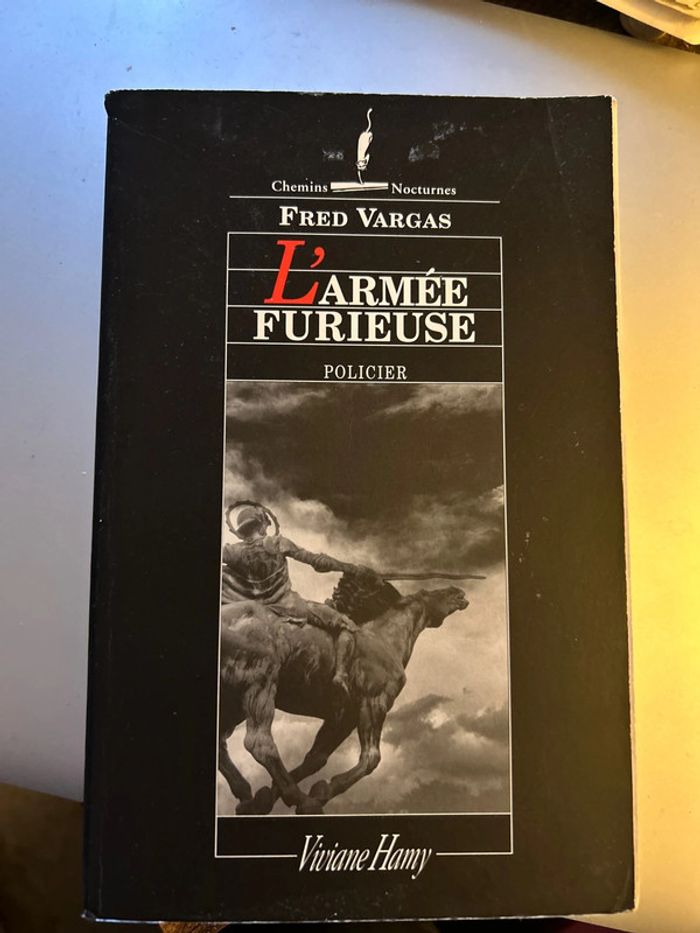 Chemins Nocturnes
FRED VARGAS
L'ARMÉE
FURIEUSE
POLICIER
Viviane Hamy